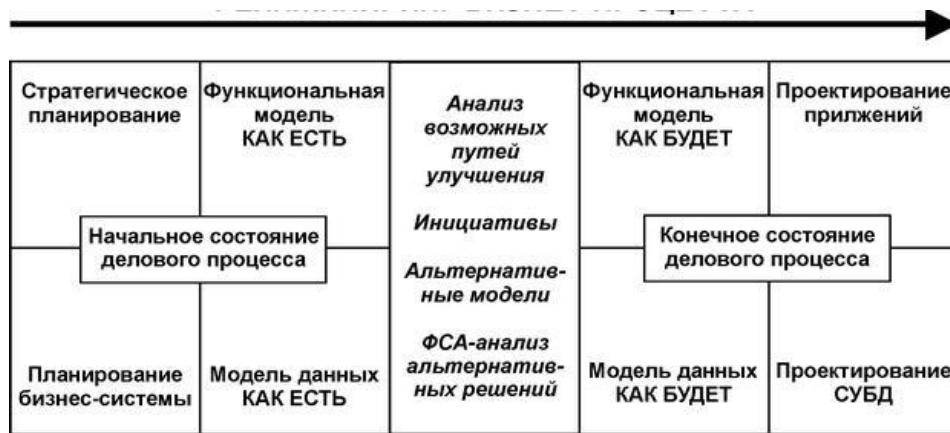 Стратегическое
планирование
Функциональная
модель
КАК ЕСТЬ
Начальное состояние
делового процесса
Планирование
бизнес-системы
Модель данных
КАК ЕСТЬ
Анализ
возможных
путей
улучшения
Инициативы
Альтернатив-
ные модели
ФСА-анализ
альтернатив-
ных решений
Функциональная
модель
КАК БУДЕТ
Проектирование
прилжений
Конечное состояние
делового процесса
Модель данных
КАК БУДЕТ
Проектирование
СУБД